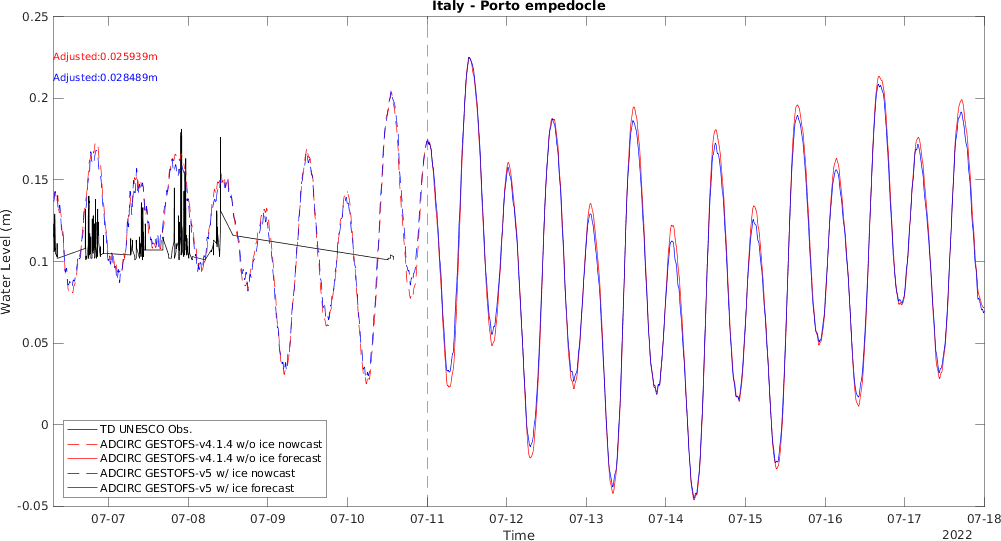 Italy - Porto empedocle
0.25
Adjusted:0.025939m
Adjusted:0.028489m
0.2
0.15
0.1
0.05
0
-0.05
Water Level (m)
TD UNESCO Obs.
ADCIRC GESTOFS-v4.1.4 w/o ice nowcast
ADCIRC GESTOFS-v4.1.4 w/o ice forecast
ADCIRC GESTOFS-v5 w/ ice nowcast
ADCIRC GESTOFS-v5 w/ ice forecast
07-07 07-08 07-09 07-10 07-11 07-12 07-13 07-14 07-15 07-16 07-17 07-18
Time
2022